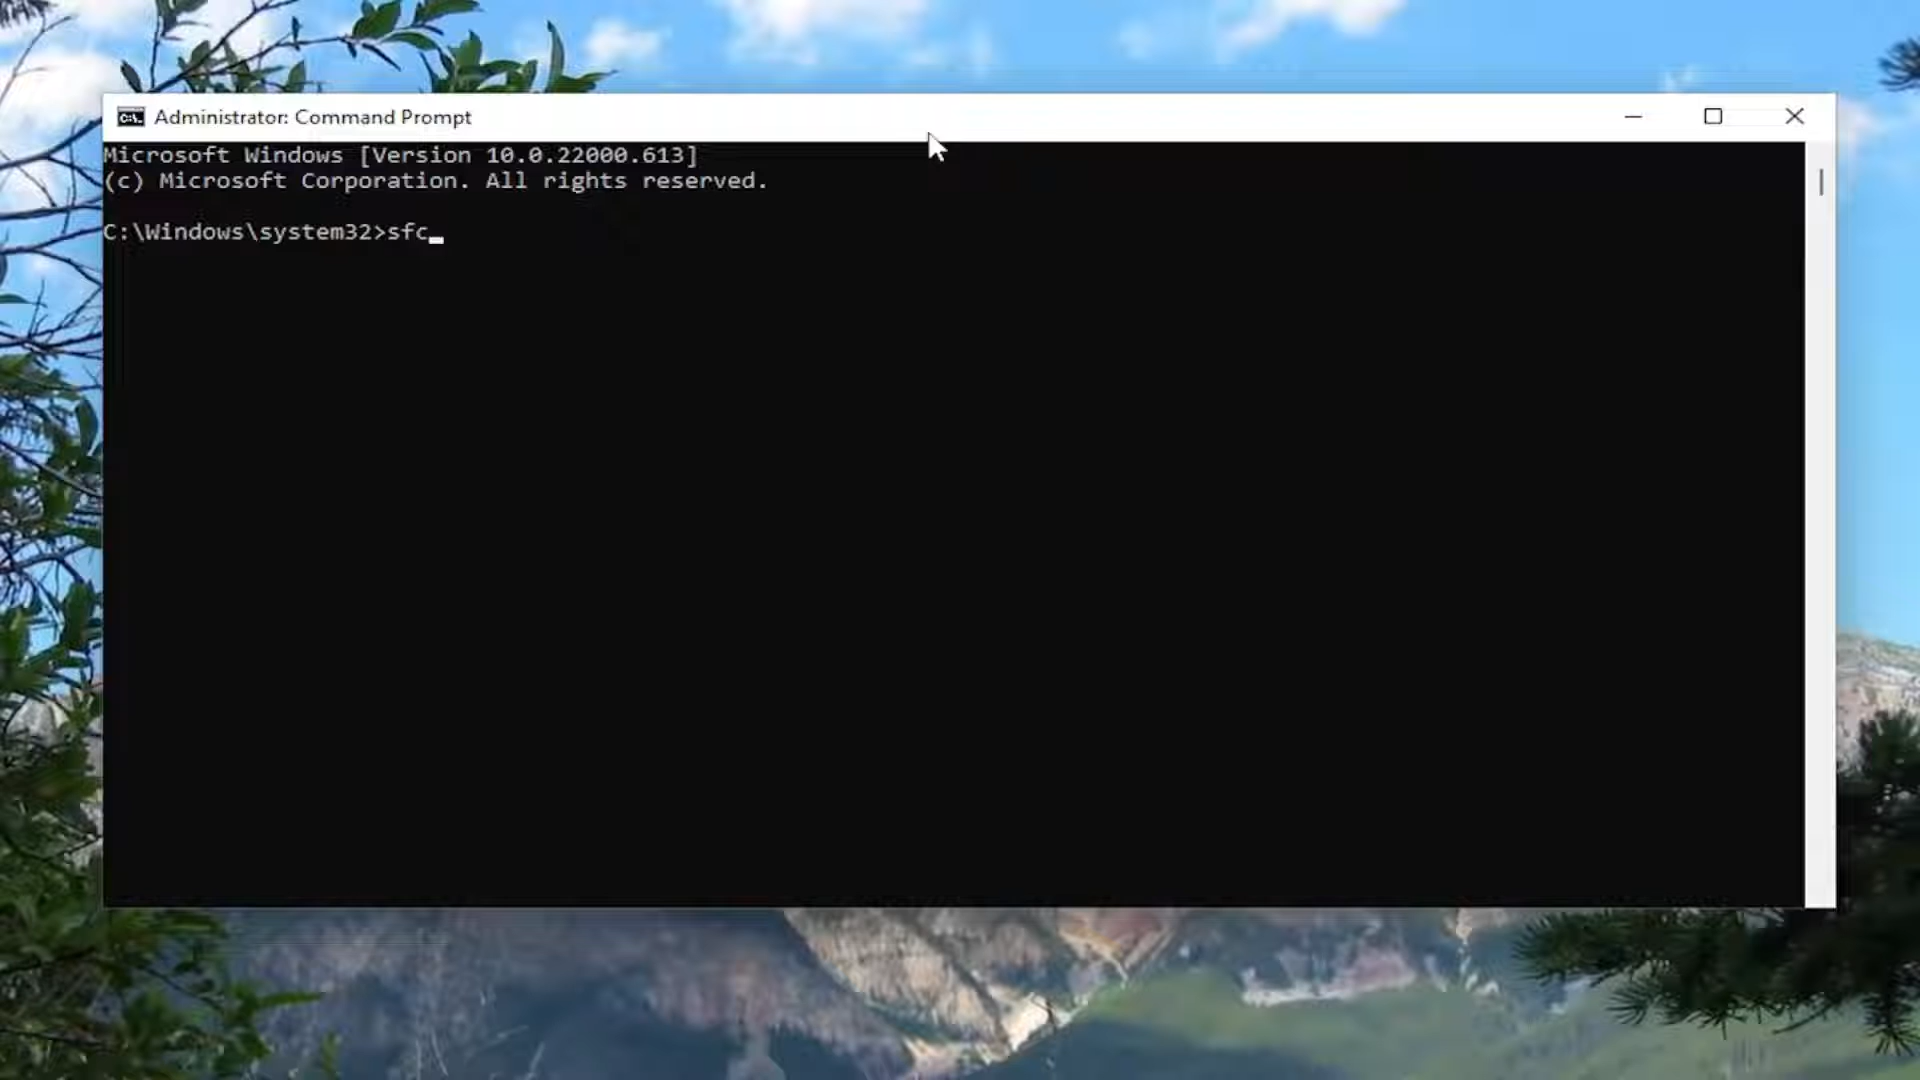 Administrator: Command Prompt
Microsoft Windows [Version 10.0.22000.613]
(c) Microsoft Corporation. All rights reserved.
C:\Windows\system32>sfc